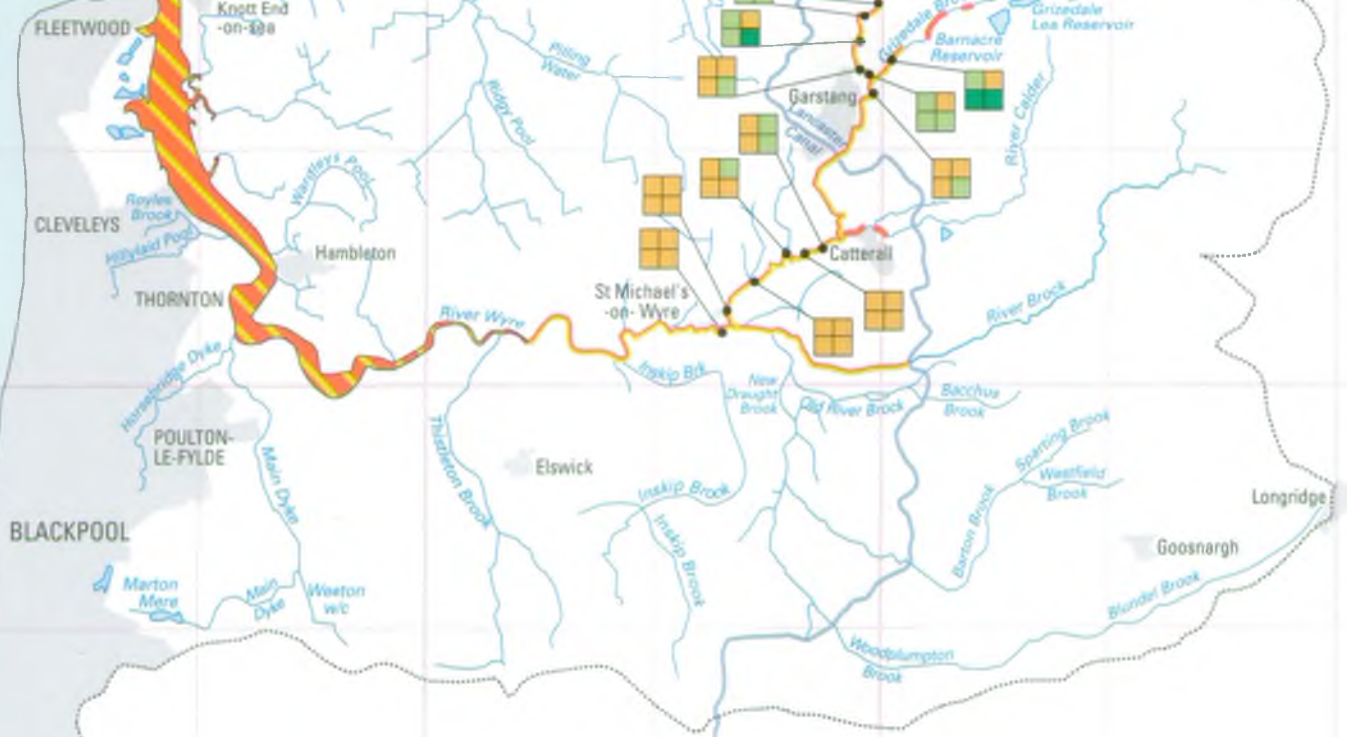 Knott End
-on-sea
FLEETWOOD
Pilling
Water
Grizedale Brook
Grizedale
Lea Reservoir
Barnacre
Reservoir
Ridgy Pool
Garstang
Lancaster
Canal
River Calder
Wardleys Pool
Royles
Brook
CLEVELEYS
Hillylaid Pool
Hambleton
Catterall
THORNTON
St Michael's
-on- Wyre
River Wyre
River Brock
Horsebridge Dyke
Inskip Brk
New
Draught
Brook
Old River Brock
Bacchus
Brook
POULTON-
LE-FYLDE
Main Dyke
Thistleton Brook
Elswick
Sparting Brook
Westfield
Brook
Inskip Brook
Longridge
BLACKPOOL
Inskip Brook
Barton Brook
Goosnargh
Marton
Mere
Main
Dyke
Weeton
w/c
Blundel Brook
Woodplumpton
Brook